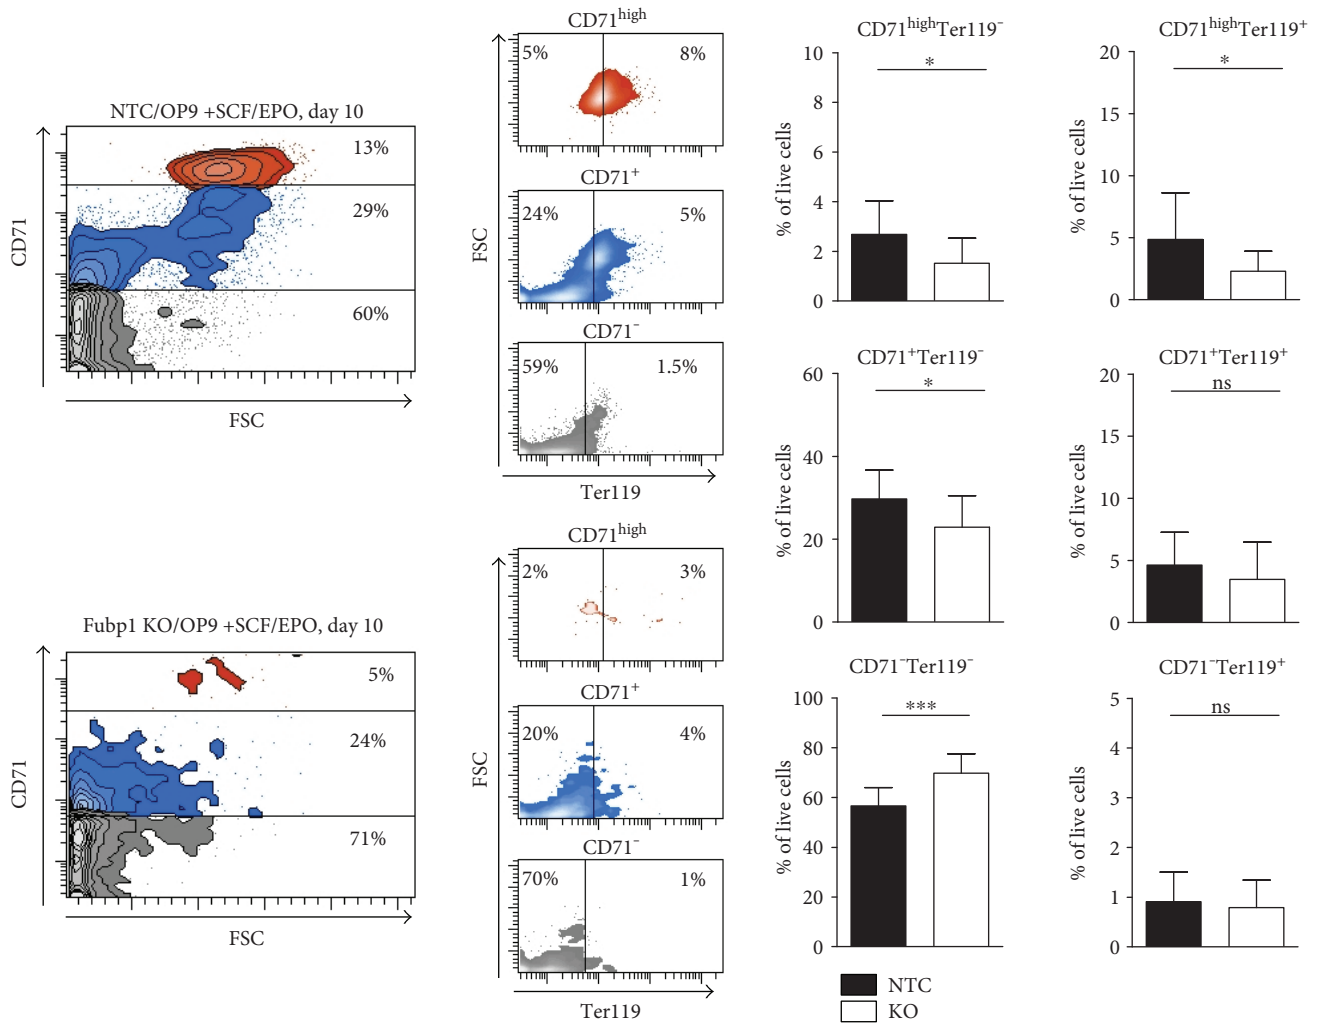 NTC/OP9 +SCF/EPO, day 10
CD71
13%
29%
60%
FSC
CD71high
5% 8%
CD71+
24% 5%
CD71−
59% 1.5%
FSC
Ter119
Fubp1 KO/OP9 +SCF/EPO, day 10
CD71
5%
24%
71%
FSC
CD71high
2% 3%
CD71+
20% 4%
CD71−
70% 1%
FSC
Ter119
CD71highTer119−
*
% of live cells
10
8
6
4
2
0
CD71highTer119+
*
% of live cells
20
15
10
5
0
CD71+Ter119−
*
% of live cells
60
40
20
0
CD71+Ter119+
ns
% of live cells
20
15
10
5
0
CD71−Ter119−
***
% of live cells
100
80
60
40
20
0
CD71−Ter119+
ns
% of live cells
5
4
3
2
1
0
NTC
KO